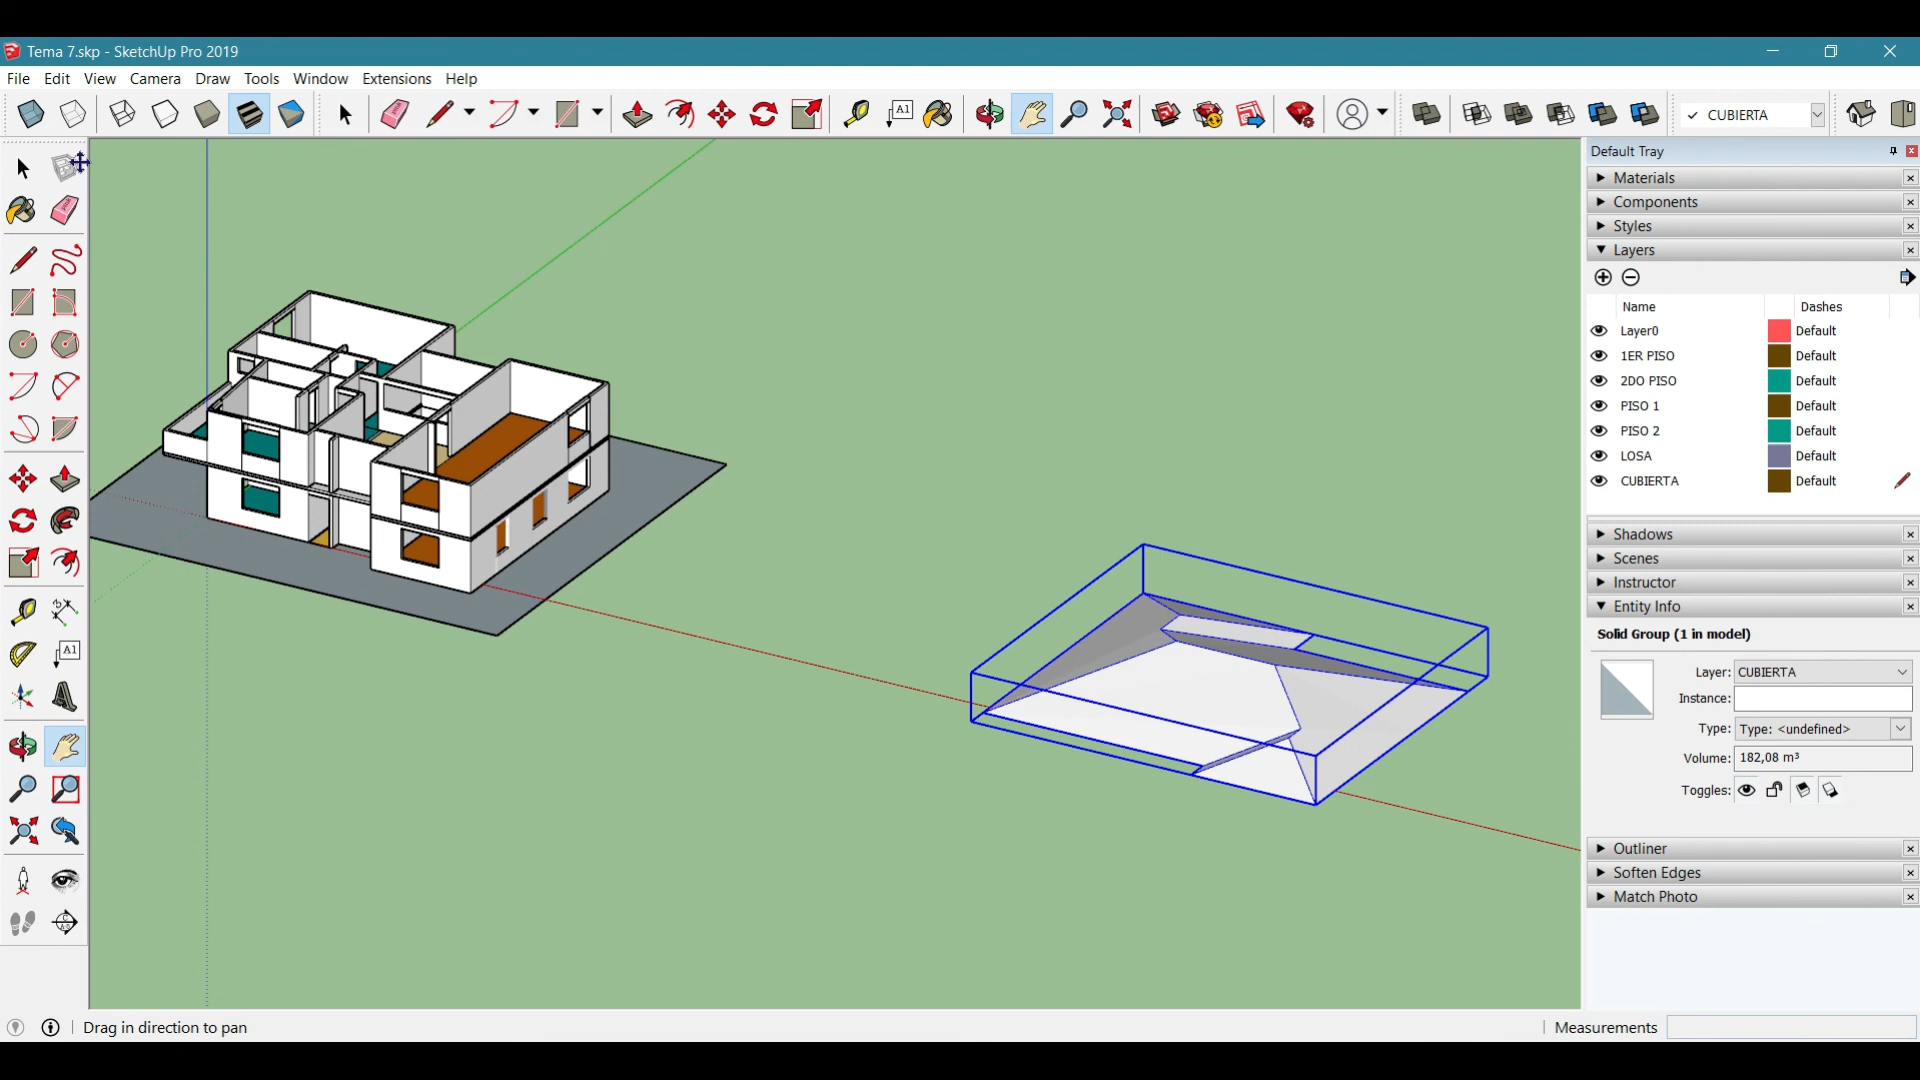 Tema 7.skp - SketchUp Pro 2019
File Edit View Camera Draw Tools Window Extensions Help
A1
CUBIERTA
Default Tray
Materials
Components
Styles
Layers
Name Dashes
Layer0 Default
1ER PISO Default
2DO PISO Default
PISO 1 Default
PISO 2 Default
LOSA Default
CUBIERTA Default
Shadows
Scenes
Instructor
Entity Info
Solid Group (1 in model)
Layer: CUBIERTA
Instance:
Type: Type: <undefined>
Volume: 182,08 m³
Toggles:
Outliner
Soften Edges
Match Photo
A1
Drag in direction to pan
Measurements